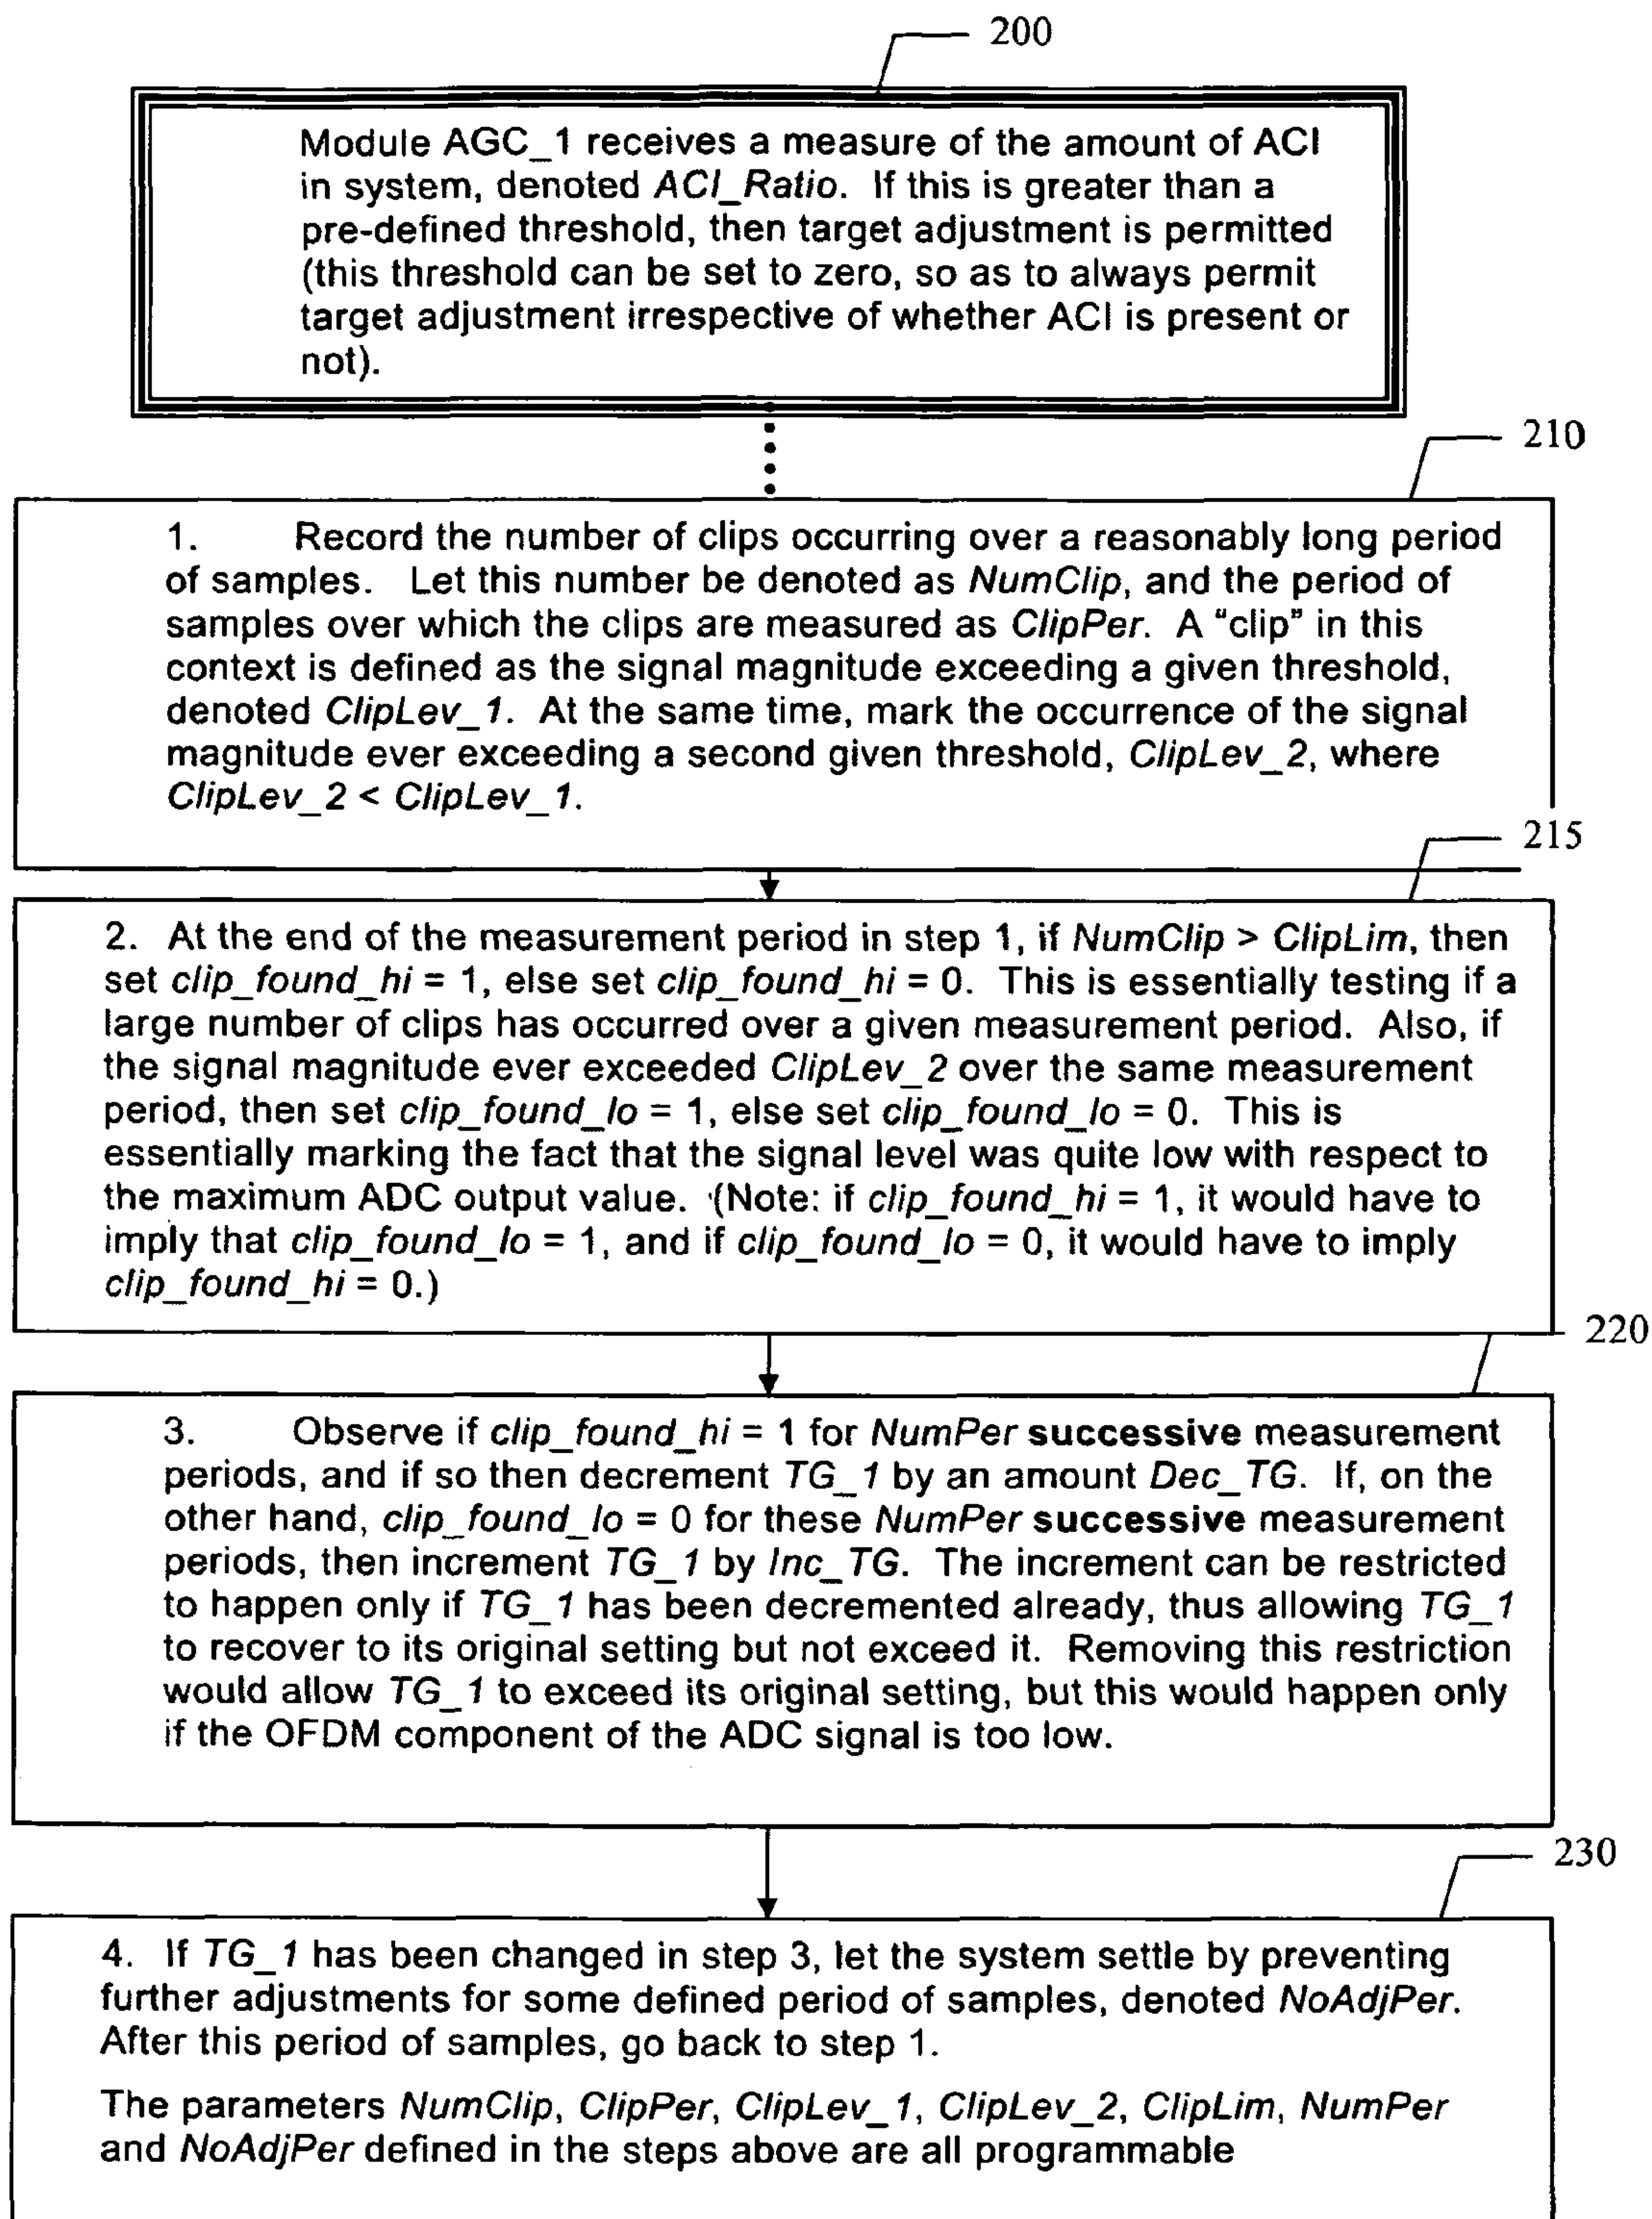 200
Module AGC_1 receives a measure of the amount of ACI
in system, denoted ACI_Ratio. If this is greater than a
pre-defined threshold, then target adjustment is permitted
(this threshold can be set to zero, so as to always permit
target adjustment irrespective of whether ACI is present or
not).
210
1. Record the number of clips occurring over a reasonably long period
of samples. Let this number be denoted as NumClip, and the period of
samples over which the clips are measured as ClipPer. A “clip” in this
context is defined as the signal magnitude exceeding a given threshold,
denoted ClipLev_1. At the same time, mark the occurrence of the signal
magnitude ever exceeding a second given threshold, ClipLev_2, where
ClipLev_2 < ClipLev_1.
215
2. At the end of the measurement period in step 1, if NumClip > ClipLim, then
set clip_found_hi = 1, else set clip_found_hi = 0. This is essentially testing if a
large number of clips has occurred over a given measurement period. Also, if
the signal magnitude ever exceeded ClipLev_2 over the same measurement
period, then set clip_found_lo = 1, else set clip_found_lo = 0. This is
essentially marking the fact that the signal level was quite low with respect to
the maximum ADC output value. (Note: if clip_found_hi = 1, it would have to
imply that clip_found_lo = 1, and if clip_found_lo = 0, it would have to imply
clip_found_hi = 0.)
220
3. Observe if clip_found_hi = 1 for NumPer successive measurement
periods, and if so then decrement TG_1 by an amount Dec_TG. If, on the
other hand, clip_found_lo = 0 for these NumPer successive measurement
periods, then increment TG_1 by Inc_TG. The increment can be restricted
to happen only if TG_1 has been decremented already, thus allowing TG_1
to recover to its original setting but not exceed it. Removing this restriction
would allow TG_1 to exceed its original setting, but this would happen only
if the OFDM component of the ADC signal is too low.
230
4. If TG_1 has been changed in step 3, let the system settle by preventing
further adjustments for some defined period of samples, denoted NoAdjPer.
After this period of samples, go back to step 1.
The parameters NumClip, ClipPer, ClipLev_1, ClipLev_2, ClipLim, NumPer
and NoAdjPer defined in the steps above are all programmable